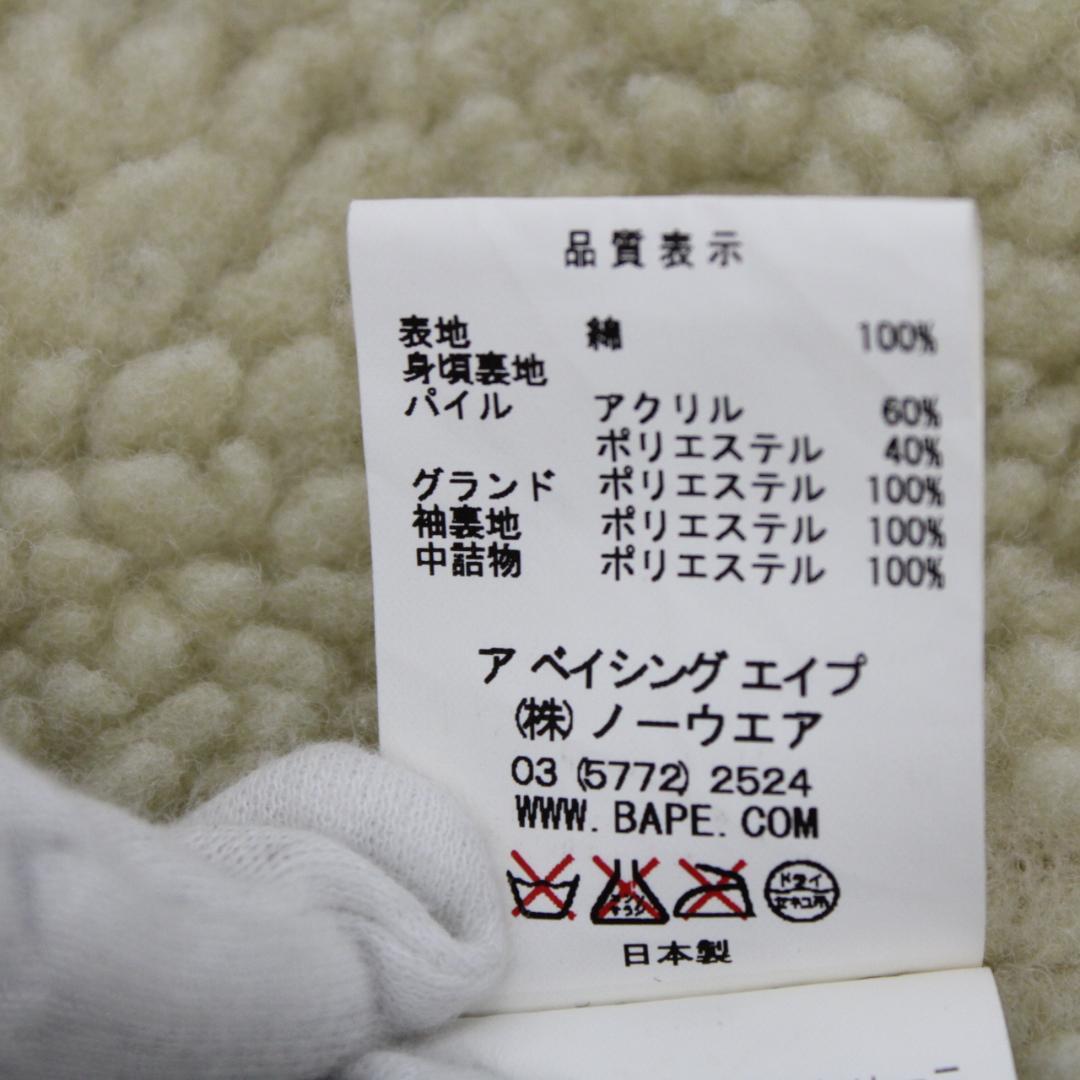 品質表示
表地 綿 100%
身頃裏地
パイル アクリル 60%
ポリエステル 40%
グランド ポリエステル 100%
袖裏地 ポリエステル 100%
中詰物 ポリエステル 100%
ア ベイシング エイプ
(株) ノーウエア
03 (5772) 2524
WWW. BAPE. COM
ドライ
セキユ系
日本製